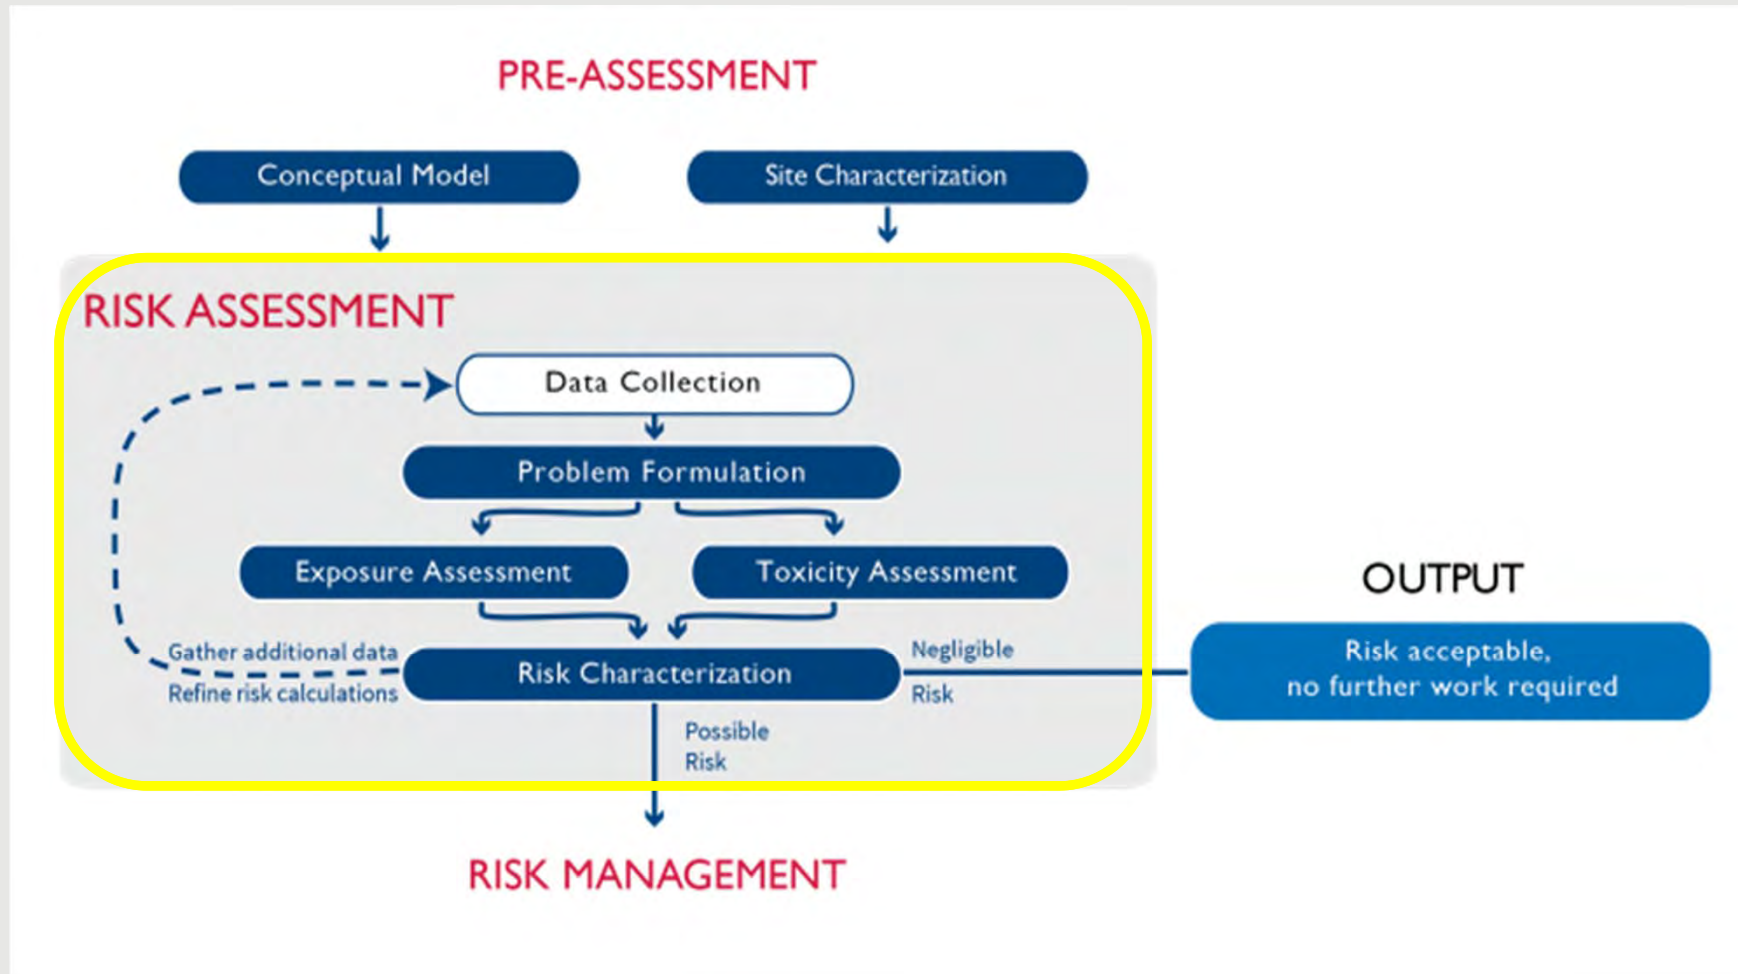 PRE-ASSESSMENT
Conceptual Model
Site Characterization
RISK ASSESSMENT
Data Collection
Problem Formulation
Exposure Assessment
Toxicity Assessment
Gather additional data
Refine risk calculations
Risk Characterization
Negligible
Risk
Possible
Risk
OUTPUT
Risk acceptable,
no further work required
RISK MANAGEMENT